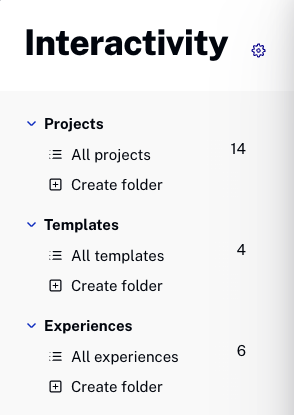 Interactivity
Projects
All projects 14
Create folder
Templates
All templates 4
Create folder
Experiences
All experiences 6
Create folder